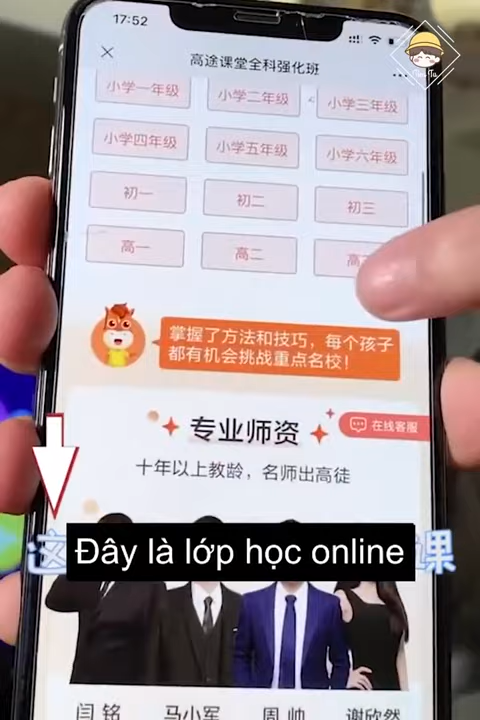 17:52
高途课堂全科强化班
小学一年级
小学二年级
小学三年级
小学四年级
小学五年级
小学六年级
初一
初二
初三
高一
高二
掌握了方法和技巧，每个孩子
都有机会挑战重点名校！
在线客服
专业师资
十年以上教龄，名师出高徒
这
课
Đây là lớp học online
闫 铭
马小军
周 帅
谢欣然